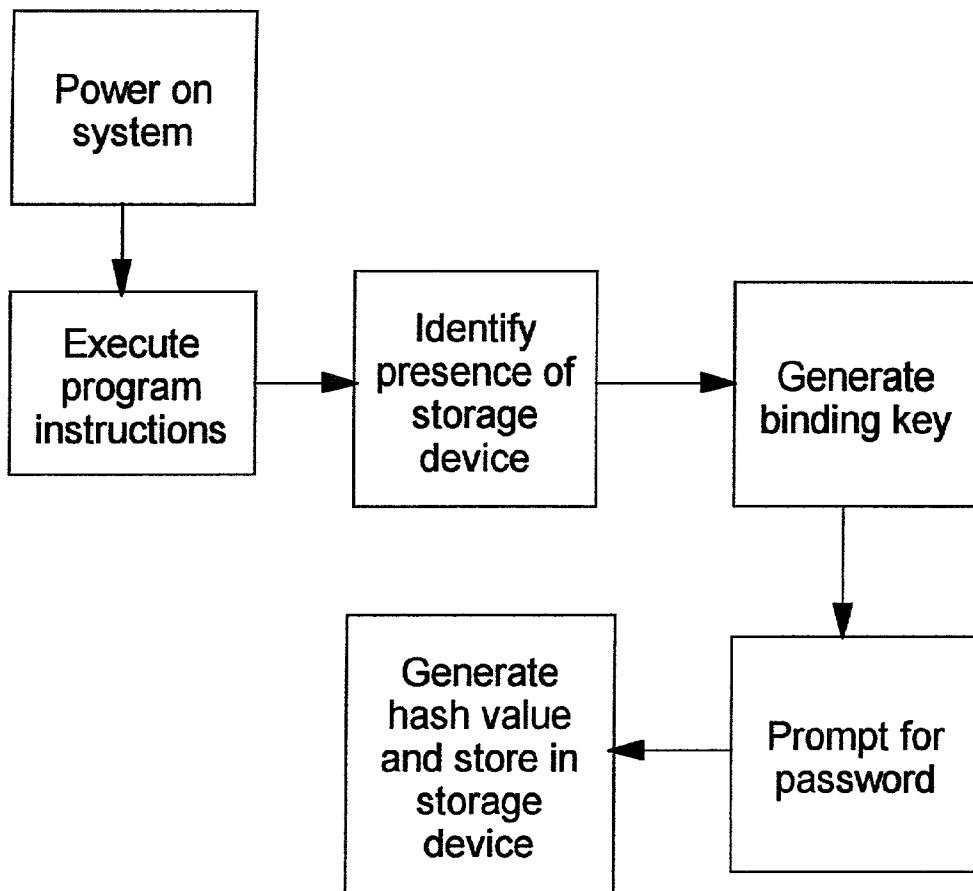 Power on
system
Execute
program
instructions
Identify
presence of
storage
device
Generate
binding key
Prompt for
password
Generate
hash value
and store in
storage
device